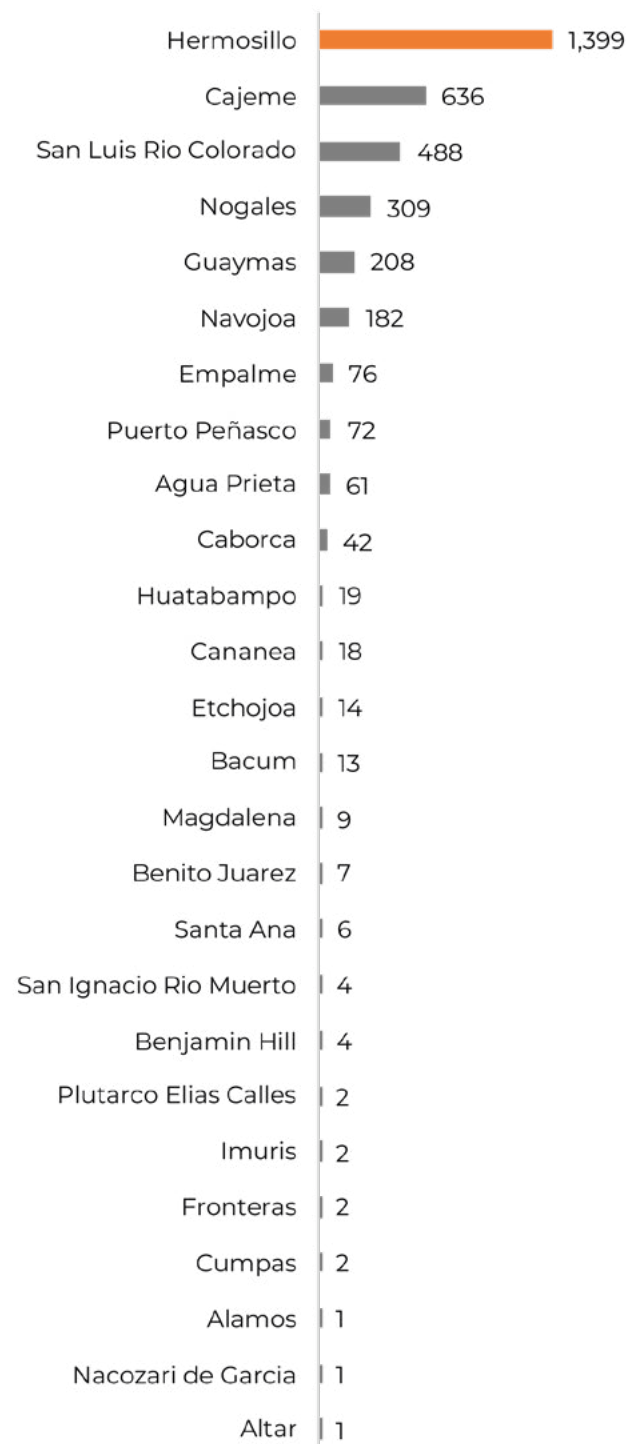 Hermosillo 1,399
Cajeme 636
San Luis Rio Colorado 488
Nogales 309
Guaymas 208
Navojoa 182
Empalme 76
Puerto Peñasco 72
Agua Prieta 61
Caborca 42
Huatabampo 19
Cananea 18
Etchojoa 14
Bacum 13
Magdalena 9
Benito Juarez 7
Santa Ana 6
San Ignacio Rio Muerto 4
Benjamin Hill 4
Plutarco Elias Calles 2
Imuris 2
Fronteras 2
Cumpas 2
Alamos 1
Nacozari de Garcia 1
Altar 1